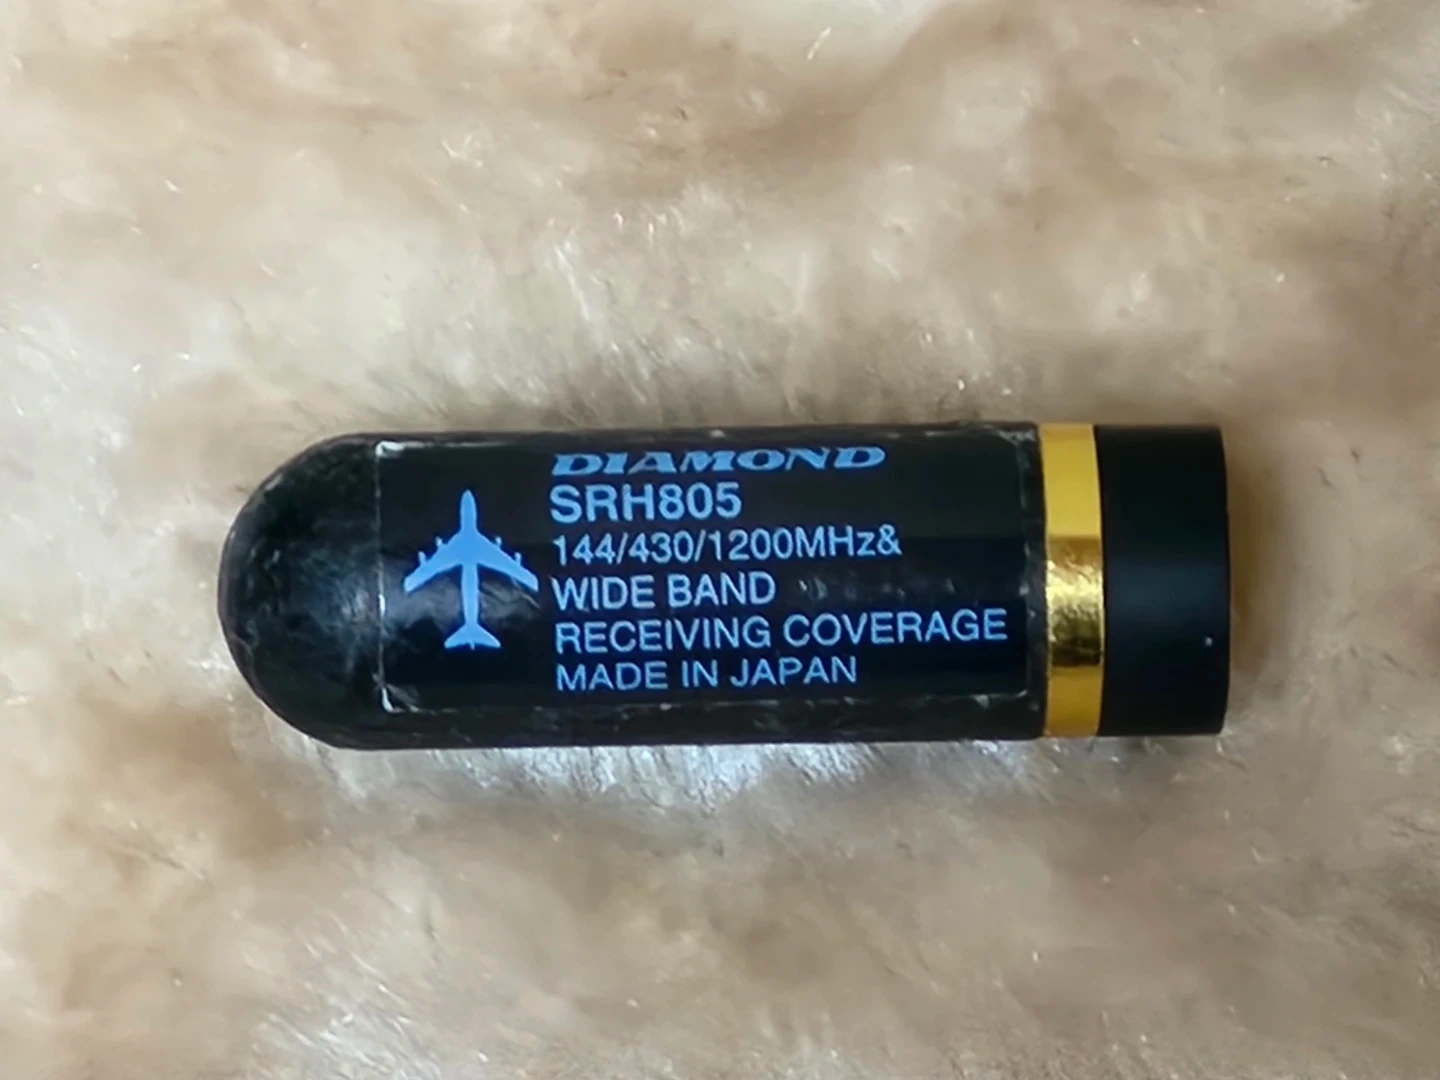 DIAMOND
SRH805
144/430/1200MHz&
WIDE BAND
RECEIVING COVERAGE
MADE IN JAPAN